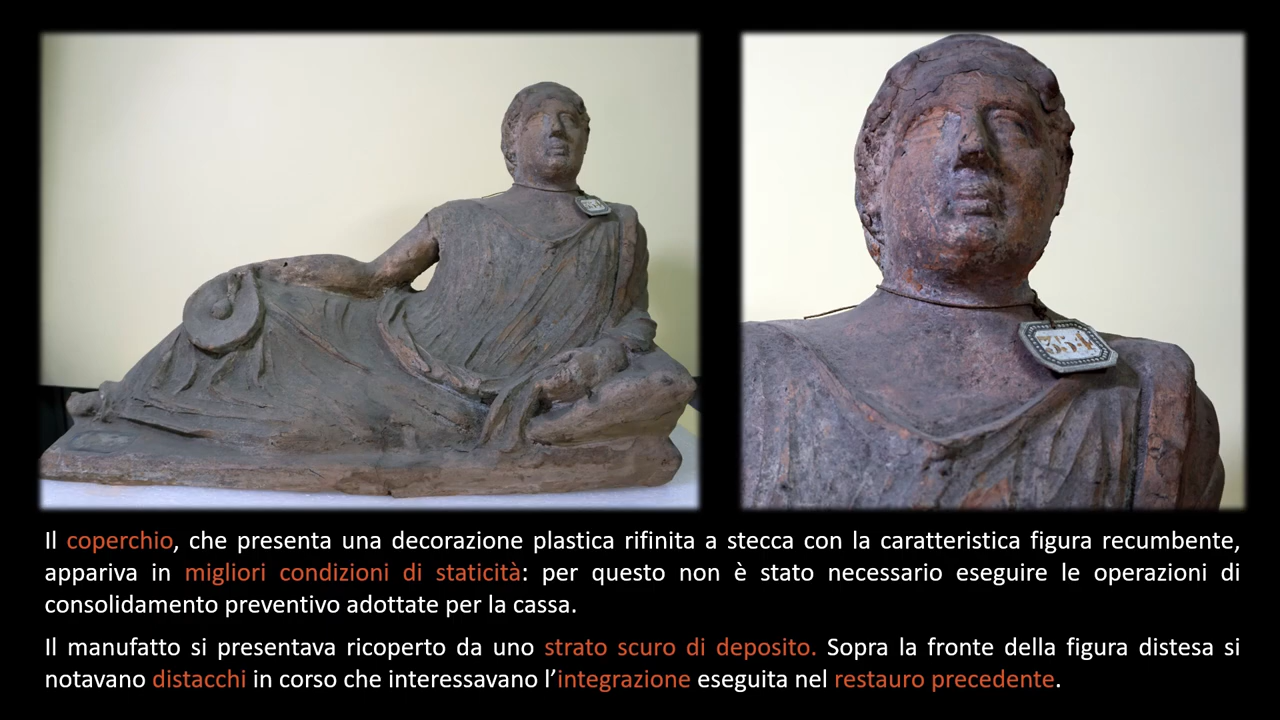 354
354
Il coperchio, che presenta una decorazione plastica rifinita a stecca con la caratteristica figura recumbente,
appariva in migliori condizioni di staticità: per questo non è stato necessario eseguire le operazioni di
consolidamento preventivo adottate per la cassa.
Il manufatto si presentava ricoperto da uno strato scuro di deposito. Sopra la fronte della figura distesa si
notavano distacchi in corso che interessavano l’integrazione eseguita nel restauro precedente.